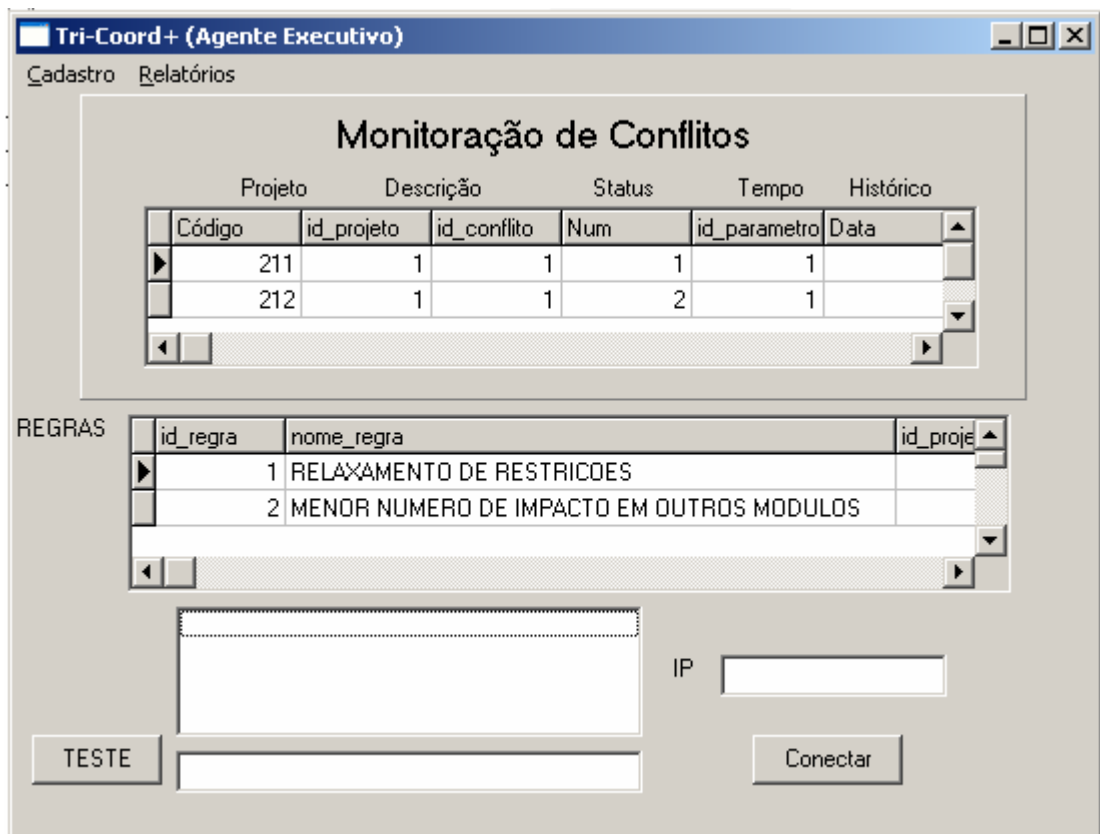 Tri-Coord+ (Agente Executivo)
Cadastro Relatórios
Monitoração de Conflitos
Projeto Descrição Status Tempo Histórico
Código id_projeto id_conflito Num id_parametro Data
211 1 1 1 1
212 1 1 2 1
REGRAS
id_regra nome_regra id_proje
1 RELAXAMENTO DE RESTRICOES
2 MENOR NUMERO DE IMPACTO EM OUTROS MODULOS
IP
TESTE Conectar